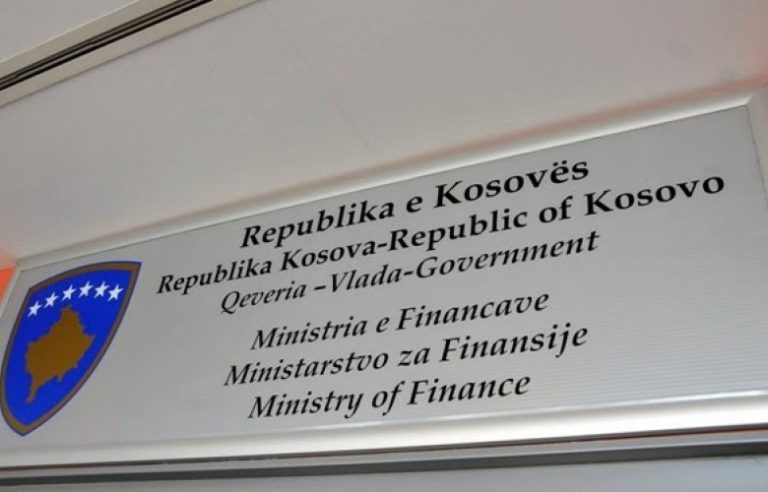 Republika e Kosovës
Republika Kosova-Republic of Kosovo
Qeveria –Vlada-Government
Ministria e Financave
Ministarstvo za Finansije
Ministry of Finance